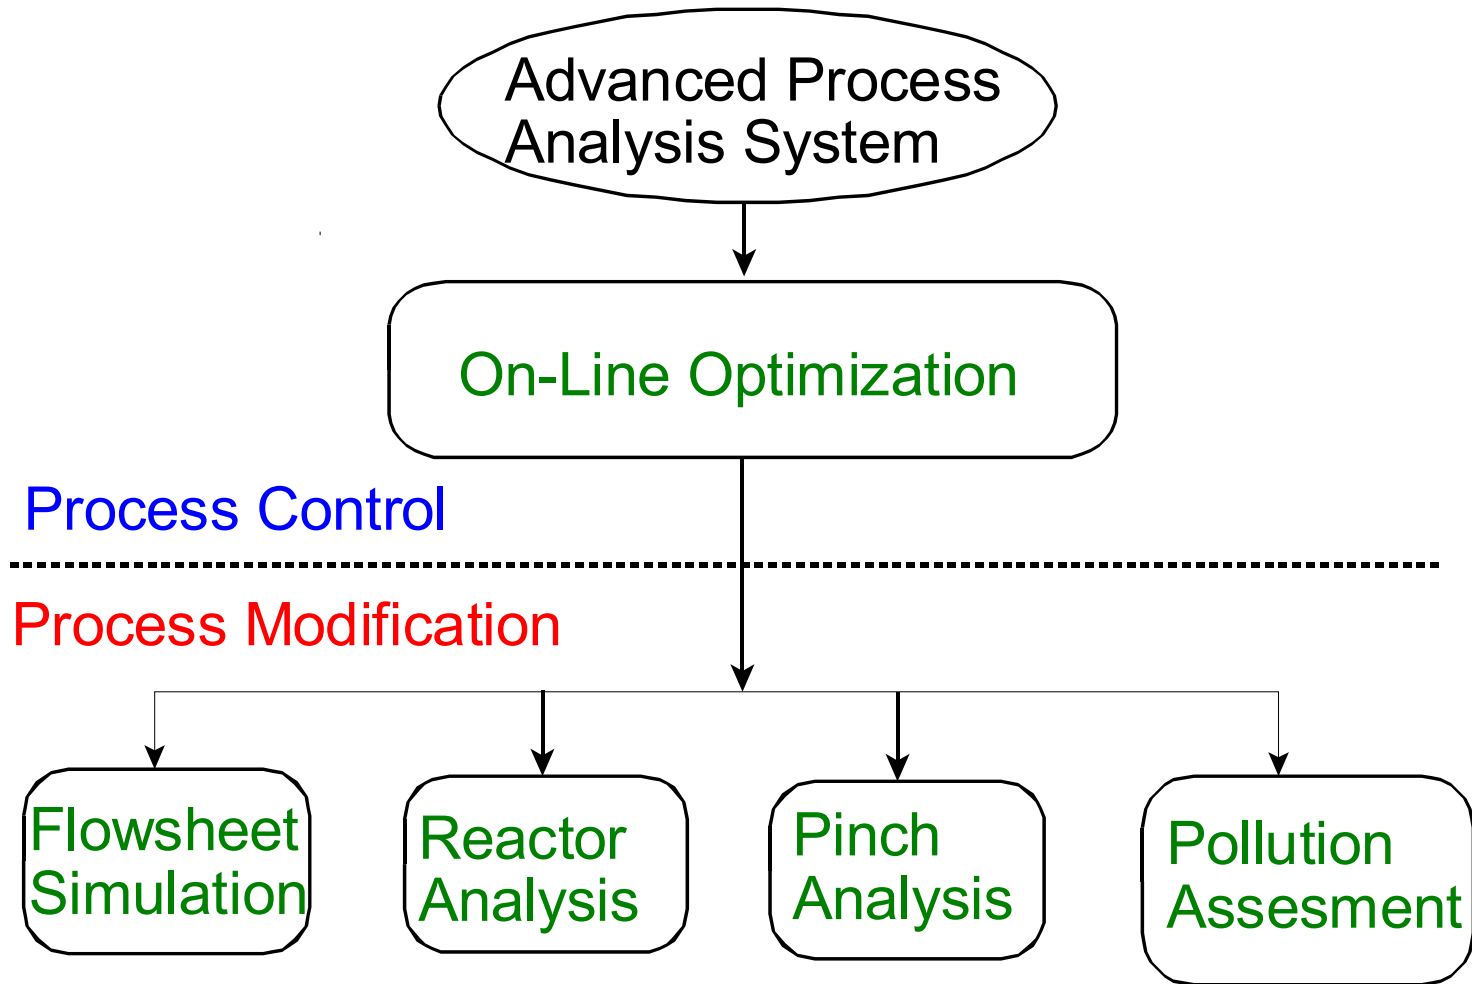 Advanced Process
Analysis System
On-Line Optimization
Process Control
Process Modification
Flowsheet
Simulation
Reactor
Analysis
Pinch
Analysis
Pollution
Assesment